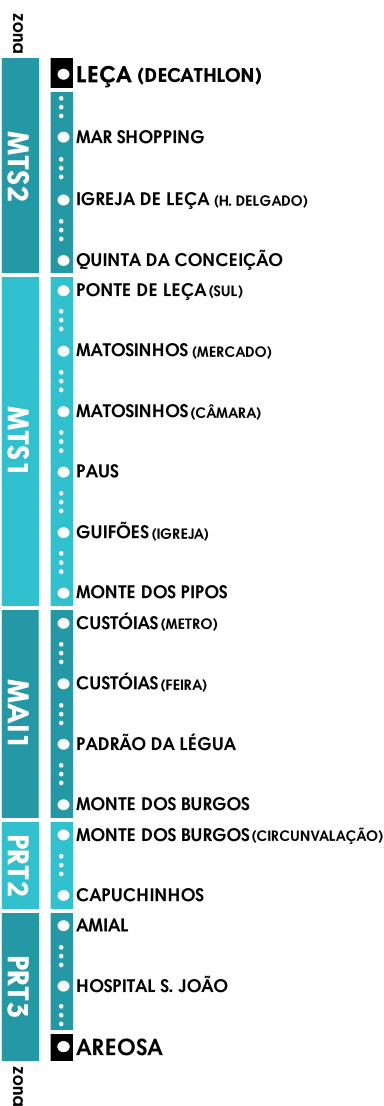 zona
MTS2
LEÇA (DECATHLON)
MAR SHOPPING
IGREJA DE LEÇA (H. DELGADO)
QUINTA DA CONCEIÇÃO
MTS1
PONTE DE LEÇA (SUL)
MATOSINHOS (MERCADO)
MATOSINHOS (CÂMARA)
PAUS
GUIFÕES (IGREJA)
MONTE DOS PIPOS
MAI1
CUSTÓIAS (METRO)
CUSTÓIAS (FEIRA)
PADRÃO DA LÉGUA
MONTE DOS BURGOS
PRT2
MONTE DOS BURGOS (CIRCUNVALAÇÃO)
CAPUCHINHOS
PRT3
AMIAL
HOSPITAL S. JOÃO
AREOSA
zona